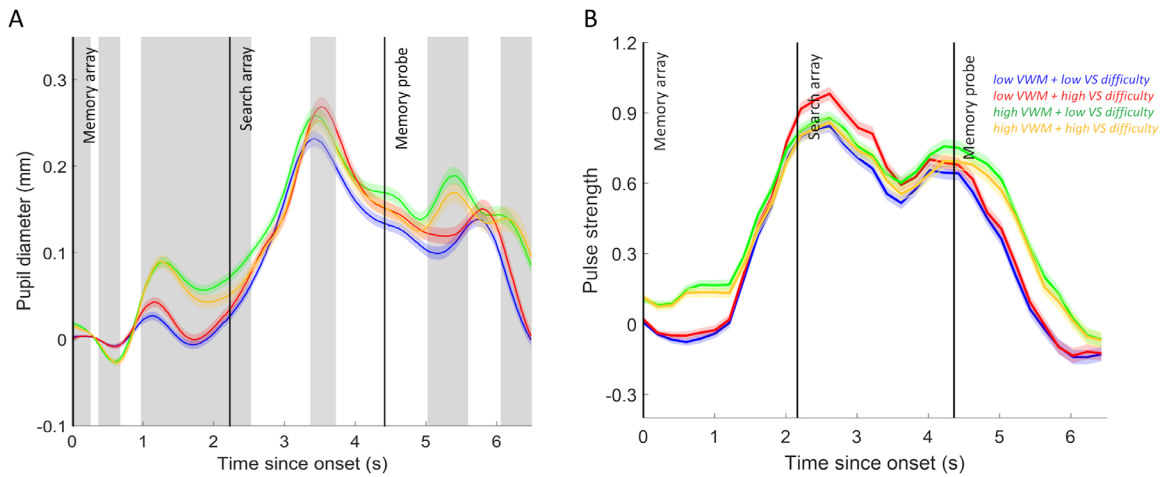 A
Pupil diameter (mm)
0.3
0.2
0.1
0
-0.1
Memory array
Search array
Memory probe
0 1 2 3 4 5 6
Time since onset (s)
B
Pulse strength
1.2
0.9
0.6
0.3
0
-0.3
Memory array
Search array
Memory probe
low VWM + low VS difficulty
low VWM + high VS difficulty
high VWM + low VS difficulty
high VWM + high VS difficulty
0 1 2 3 4 5 6
Time since onset (s)